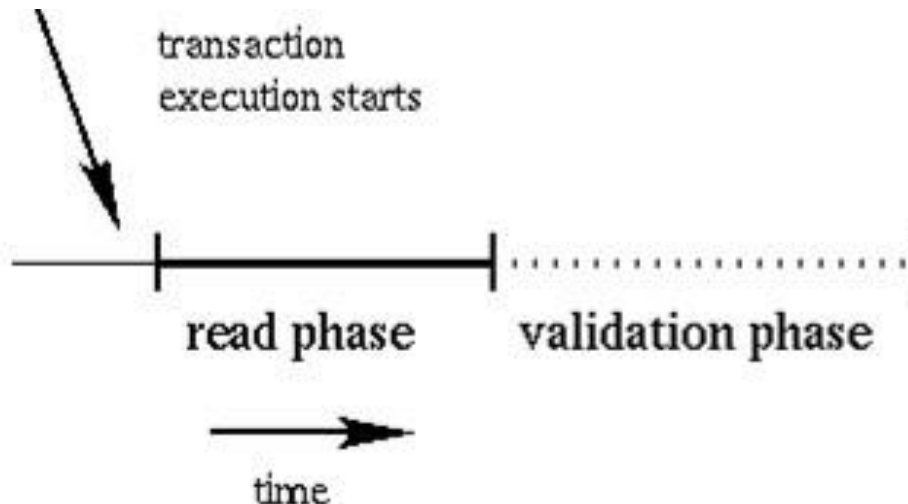 transaction
execution starts
read phase
validation phase
time